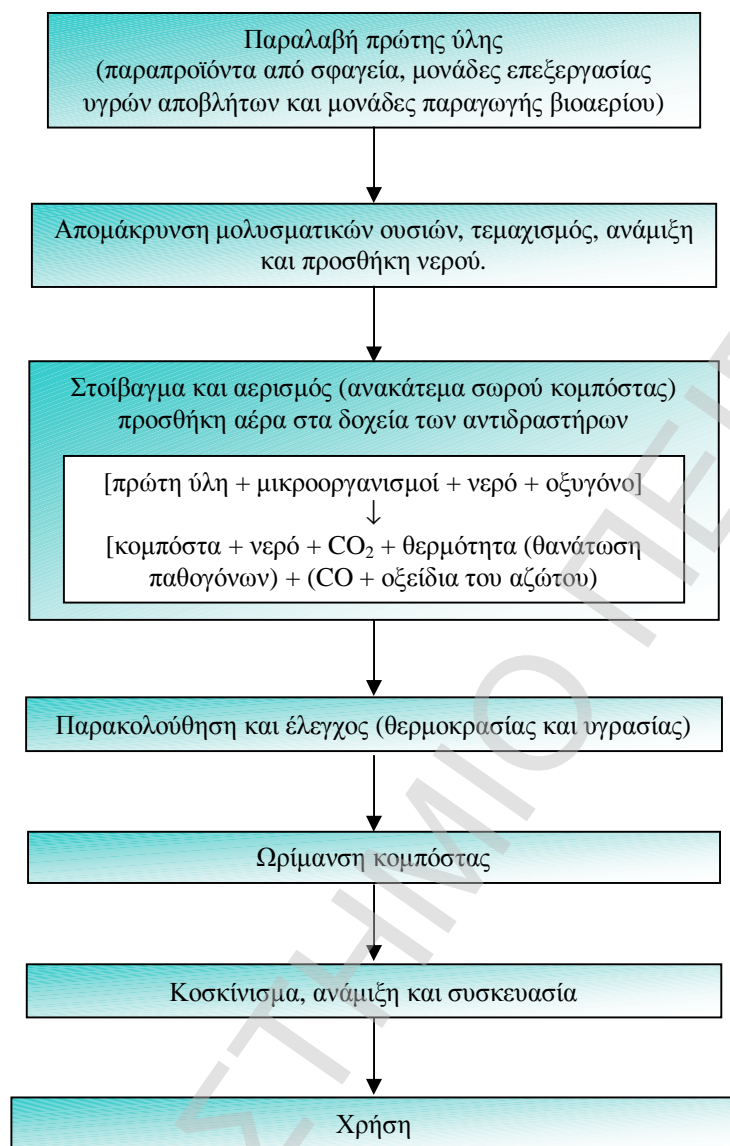 Παραλαβή πρώτης ύλης
(παραπροϊόντα από σφαγεία, μονάδες επεξεργασίας
υγρών αποβλήτων και μονάδες παραγωγής βιοαερίου)
Απομάκρυνση μολυσματικών ουσιών, τεμαχισμός, ανάμιξη
και προσθήκη νερού.
Στοίβαγμα και αερισμός (ανακάτεμα σωρού κομπόστας)
προσθήκη αέρα στα δοχεία των αντιδραστήρων
[πρώτη ύλη + μικροοργανισμοί + νερό + οξυγόνο]
↓
[κομπόστα + νερό + CO₂ + θερμότητα (θανάτωση
παθογόνων) + (CO + οξείδια του αζώτου)
Παρακολούθηση και έλεγχος (θερμοκρασίας και υγρασίας)
Ωρίμανση κομπόστας
Κοσκίνισμα, ανάμιξη και συσκευασία
Χρήση
ΣΤΗΜΙΟ ΠΕΙ